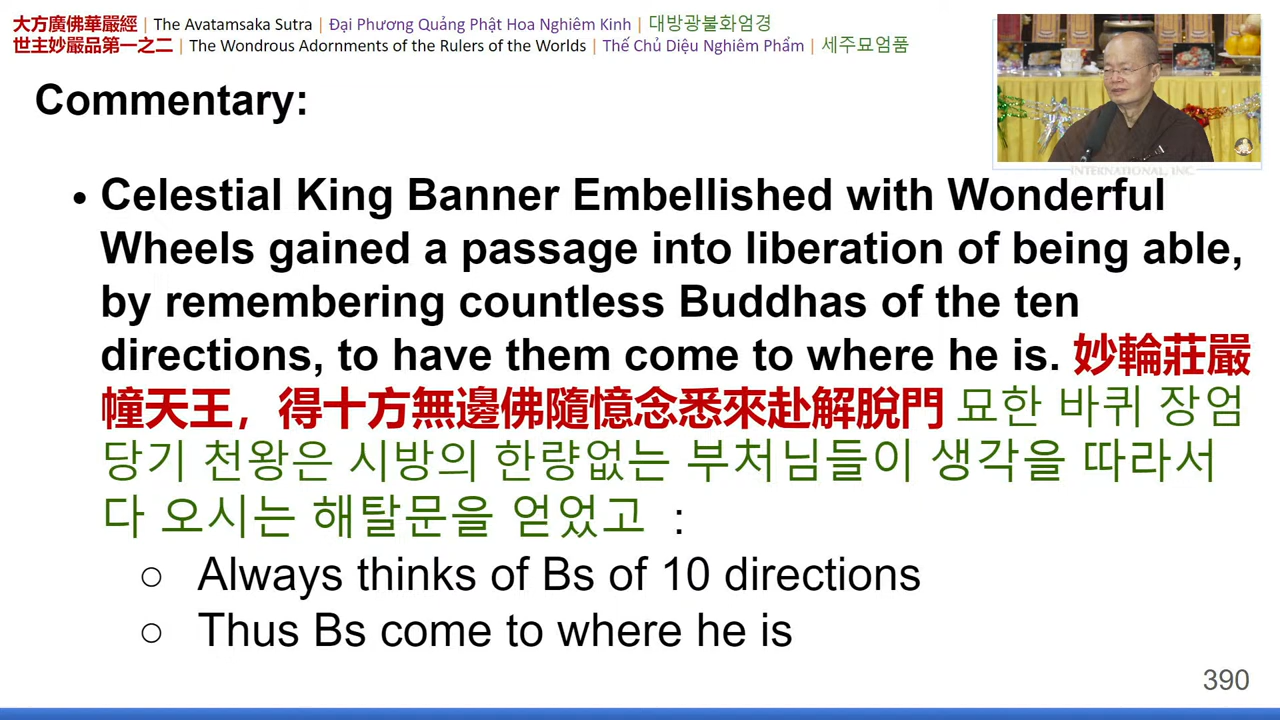 大方廣佛華嚴經 | The Avatamsaka Sutra | Đại Phương Quảng Phật Hoa Nghiêm Kinh | 대방광불화엄경
世主妙嚴品第一之二 | The Wondrous Adornments of the Rulers of the Worlds | Thế Chủ Diệu Nghiêm Phẩm | 세주묘엄품
Commentary:
INTERNATIONAL, INC
• Celestial King Banner Embellished with Wonderful
Wheels gained a passage into liberation of being able,
by remembering countless Buddhas of the ten
directions, to have them come to where he is. 妙輪莊嚴
幢天王，得十方無邊佛隨憶念悉來赴解脫門 묘한 바퀴 장엄
당기 천왕은 시방의 한량없는 부처님들이 생각을 따라서
다 오시는 해탈문을 얻었고 :
○ Always thinks of Bs of 10 directions
○ Thus Bs come to where he is
390